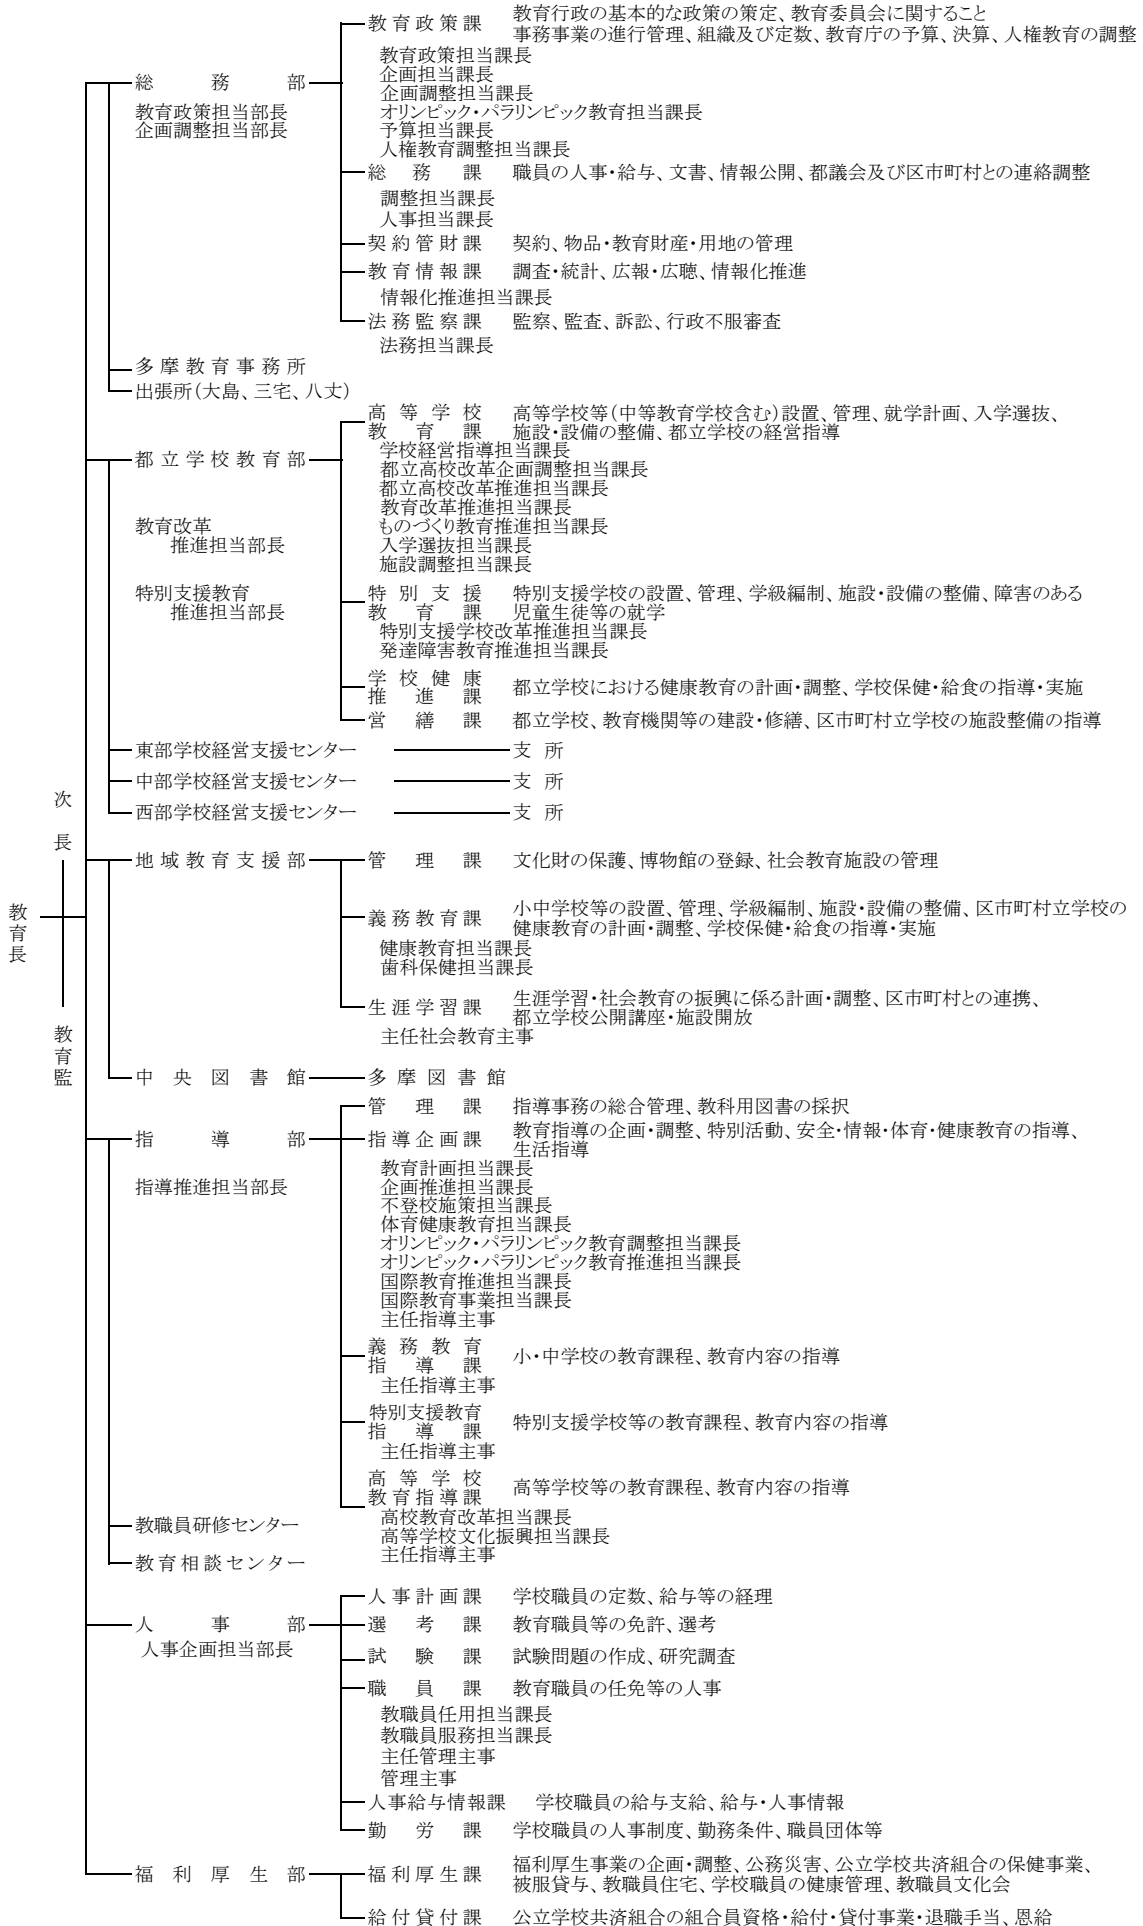 教育長
次長
教育監
総務部
教育政策担当部長
企画調整担当部長
教育政策課 教育行政の基本的な政策の策定、教育委員会に関すること
事務事業の進行管理、組織及び定数、教育庁の予算、決算、人権教育の調整
教育政策担当課長
企画担当課長
企画調整担当課長
オリンピック・パラリンピック教育担当課長
予算担当課長
人権教育調整担当課長
総務課 職員の人事・給与、文書、情報公開、都議会及び区市町村との連絡調整
調整担当課長
人事担当課長
契約管財課 契約、物品・教育財産・用地の管理
教育情報課 調査・統計、広報・広聴、情報化推進
情報化推進担当課長
法務監察課 監察、監査、訴訟、行政不服審査
法務担当課長
多摩教育事務所
出張所(大島、三宅、八丈)
都立学校教育部
教育改革
推進担当部長
特別支援教育
推進担当部長
高等学校 高等学校等(中等教育学校含む)設置、管理、就学計画、入学選抜、
教育課 施設・設備の整備、都立学校の経営指導
学校経営指導担当課長
都立高校改革企画調整担当課長
都立高校改革推進担当課長
教育改革推進担当課長
ものづくり教育推進担当課長
入学選抜担当課長
施設調整担当課長
特別支援 特別支援学校の設置、管理、学級編制、施設・設備の整備、障害のある
教育課 児童生徒等の就学
特別支援学校改革推進担当課長
発達障害教育推進担当課長
学校健康
推進課 都立学校における健康教育の計画・調整、学校保健・給食の指導・実施
営繕課 都立学校、教育機関等の建設・修繕、区市町村立学校の施設整備の指導
東部学校経営支援センター 支所
中部学校経営支援センター 支所
西部学校経営支援センター 支所
地域教育支援部
管理課 文化財の保護、博物館の登録、社会教育施設の管理
義務教育課 小中学校等の設置、管理、学級編制、施設・設備の整備、区市町村立学校の
健康教育の計画・調整、学校保健・給食の指導・実施
健康教育担当課長
歯科保健担当課長
生涯学習課 生涯学習・社会教育の振興に係る計画・調整、区市町村との連携、
都立学校公開講座・施設開放
主任社会教育主事
中央図書館 多摩図書館
指導部
指導推進担当部長
管理課 指導事務の総合管理、教科用図書の採択
指導企画課 教育指導の企画・調整、特別活動、安全・情報・体育・健康教育の指導、
生活指導
教育計画担当課長
企画推進担当課長
不登校施策担当課長
体育健康教育担当課長
オリンピック・パラリンピック教育調整担当課長
オリンピック・パラリンピック教育推進担当課長
国際教育推進担当課長
国際教育事業担当課長
主任指導主事
義務教育
指導課 小・中学校の教育課程、教育内容の指導
主任指導主事
特別支援教育
指導課 特別支援学校等の教育課程、教育内容の指導
主任指導主事
高等学校
教育指導課 高等学校等の教育課程、教育内容の指導
高校教育改革担当課長
高等学校文化振興担当課長
主任指導主事
教職員研修センター
教育相談センター
人事部
人事企画担当部長
人事計画課 学校職員の定数、給与等の経理
選考課 教育職員等の免許、選考
試験課 試験問題の作成、研究調査
職員課 教育職員の任免等の人事
教職員任用担当課長
教職員服務担当課長
主任管理主事
管理主事
人事給与情報課 学校職員の給与支給、給与・人事情報
勤労課 学校職員の人事制度、勤務条件、職員団体等
福利厚生部
福利厚生課 福利厚生事業の企画・調整、公務災害、公立学校共済組合の保健事業、
被服貸与、教職員住宅、学校職員の健康管理、教職員文化会
給付貸付課 公立学校共済組合の組合員資格・給付・貸付事業・退職手当、恩給